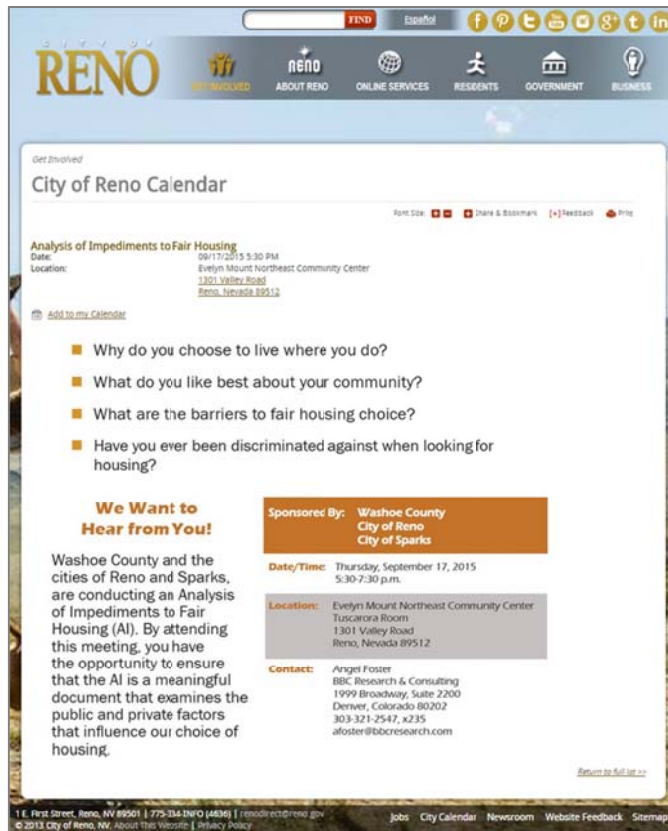 FIND
Español
CITY OF
RENO
GET INVOLVED
ABOUT RENO
ONLINE SERVICES
RESIDENTS
GOVERNMENT
BUSINESS
Get Involved
City of Reno Calendar
Font Size:
Share & Bookmark
[+] Feedback
Print
Analysis of Impediments to Fair Housing
Date: 09/17/2015 5:30 PM
Location: Evelyn Mount Northeast Community Center
1301 Valley Road
Reno, Nevada 89512
Add to my Calendar
Why do you choose to live where you do?
What do you like best about your community?
What are the barriers to fair housing choice?
Have you ever been discriminated against when looking for
housing?
We Want to
Hear from You!
Washoe County and the
cities of Reno and Sparks,
are conducting an Analysis
of Impediments to Fair
Housing (AI). By attending
this meeting, you have
the opportunity to ensure
that the AI is a meaningful
document that examines the
public and private factors
that influence our choice of
housing.
Sponsored By: Washoe County
City of Reno
City of Sparks
Date/Time: Thursday, September 17, 2015
5:30-7:30 p.m.
Location: Evelyn Mount Northeast Community Center
Tuscarora Room
1301 Valley Road
Reno, Nevada 89512
Contact: Angel Foster
BBC Research & Consulting
1999 Broadway, Suite 2200
Denver, Colorado 80202
303-321-2547, x235
afoster@bbcresearch.com
Return to full list >>
1 E. First Street, Reno, NV 89501 | 775-334-INFO (4636) | renodirect@reno.gov
© 2013 City of Reno, NV. About This Website | Privacy Policy
Jobs City Calendar Newsroom Website Feedback Sitemap